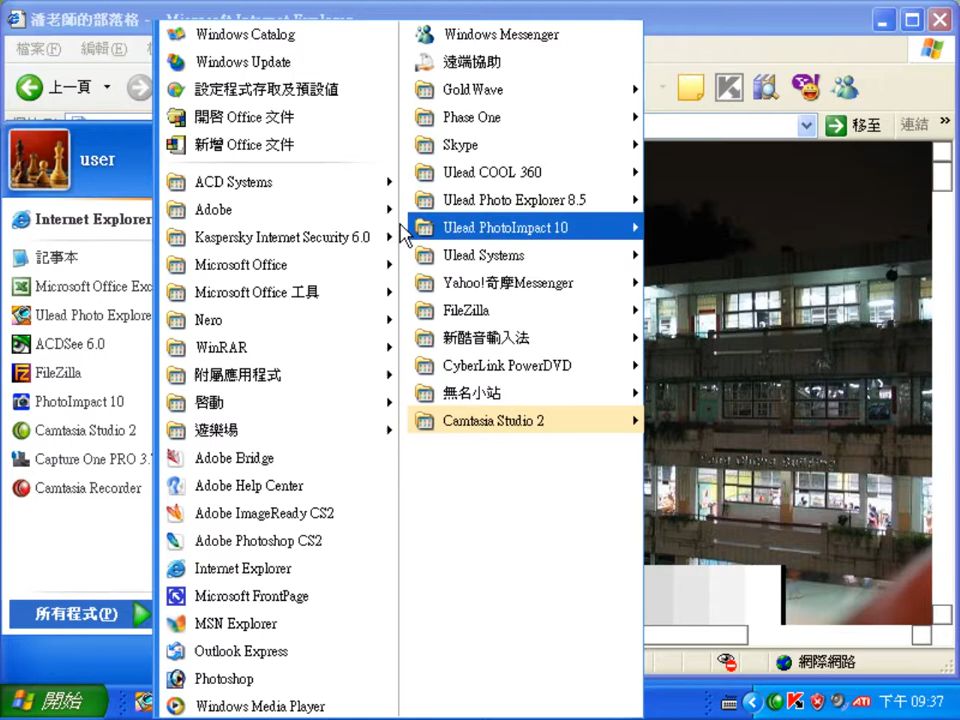 潘老師的部落格 - Microsoft Internet Explorer
檔案(F) 編輯(E)
上一頁
移至 連結 »
user
Internet Explorer
記事本
Microsoft Office Exc
Ulead Photo Explore
ACDSee 6.0
FileZilla
PhotoImpact 10
Camtasia Studio 2
Capture One PRO 3.7
Camtasia Recorder
所有程式(P)
Windows Catalog
Windows Update
設定程式存取及預設值
開啓 Office 文件
新增 Office 文件
ACD Systems
Adobe
Kaspersky Internet Security 6.0
Microsoft Office
Microsoft Office 工具
Nero
WinRAR
附屬應用程式
啓動
遊樂場
Adobe Bridge
Adobe Help Center
Adobe ImageReady CS2
Adobe Photoshop CS2
Internet Explorer
Microsoft FrontPage
MSN Explorer
Outlook Express
Photoshop
Windows Media Player
Windows Messenger
遠端協助
GoldWave
Phase One
Skype
Ulead COOL 360
Ulead Photo Explorer 8.5
Ulead PhotoImpact 10
Ulead Systems
Yahoo!奇摩Messenger
FileZilla
新酷音輸入法
CyberLink PowerDVD
無名小站
Camtasia Studio 2
網際網路
開始
ATI 下午 09:37